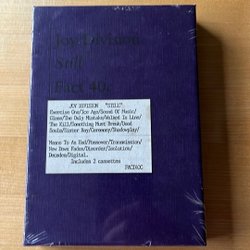 Joy Division
Still
Fact 40c
JOY DIVISION "STILL"
Exercise One/Ice Age/Sound Of Music/
Glass/The Only Mistake/Walked In Line/
The Kill/Something Must Break/Dead
Souls/Sister Ray/Ceremony/Shadowplay/
Means To An End/Passover/Transmission/
New Dawn Fades/Disorder/Isolation/
Decades/Digital.
Includes 2 cassettes
FACT40C